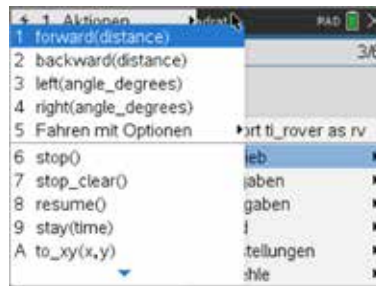 1 Aktionen RAD
1 forward(distance) 3/6
2 backward(distance)
3 left(angle_degrees)
4 right(angle_degrees)
5 Fahren mit Optionen ort ti_rover as rv
6 stop() ieb
7 stop_clear() gaben
8 resume() gaben
9 stay(time)
A to_xy(x,y) tellungen
ehle